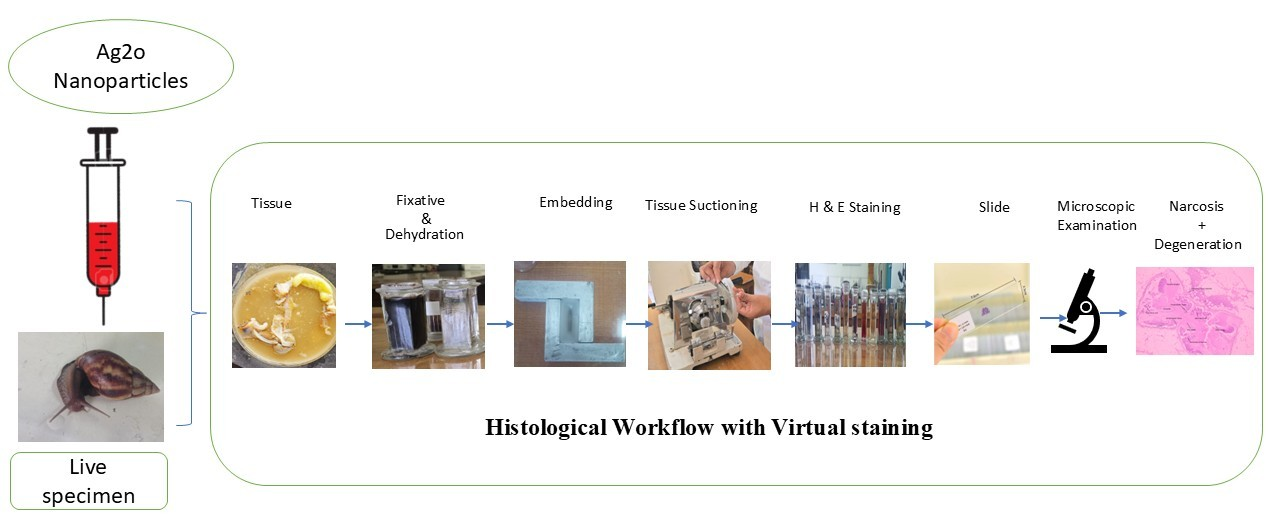 Ag2o
Nanoparticles
Live
specimen
Tissue
Fixative
&
Dehydration
Embedding
Tissue Suctioning
H & E Staining
Slide
Microscopic
Examination
Narcosis
+
Degeneration
Histological Workflow with Virtual staining